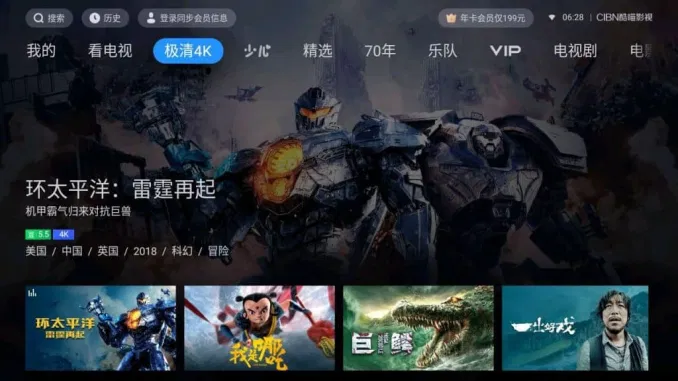 搜索
历史
登录同步会员信息
年卡会员仅199元
06:28
CIBN酷喵影视
我的
看电视
极清4K
少儿
精选
70年
乐队
VIP
电视剧
电影
环太平洋：雷霆再起
机甲霸气归来对抗巨兽
豆 5.5
4K
美国 / 中国 / 英国 / 2018 / 科幻 / 冒险
环太平洋
雷霆再起
我是哪吒
巨鳄
一出好戏